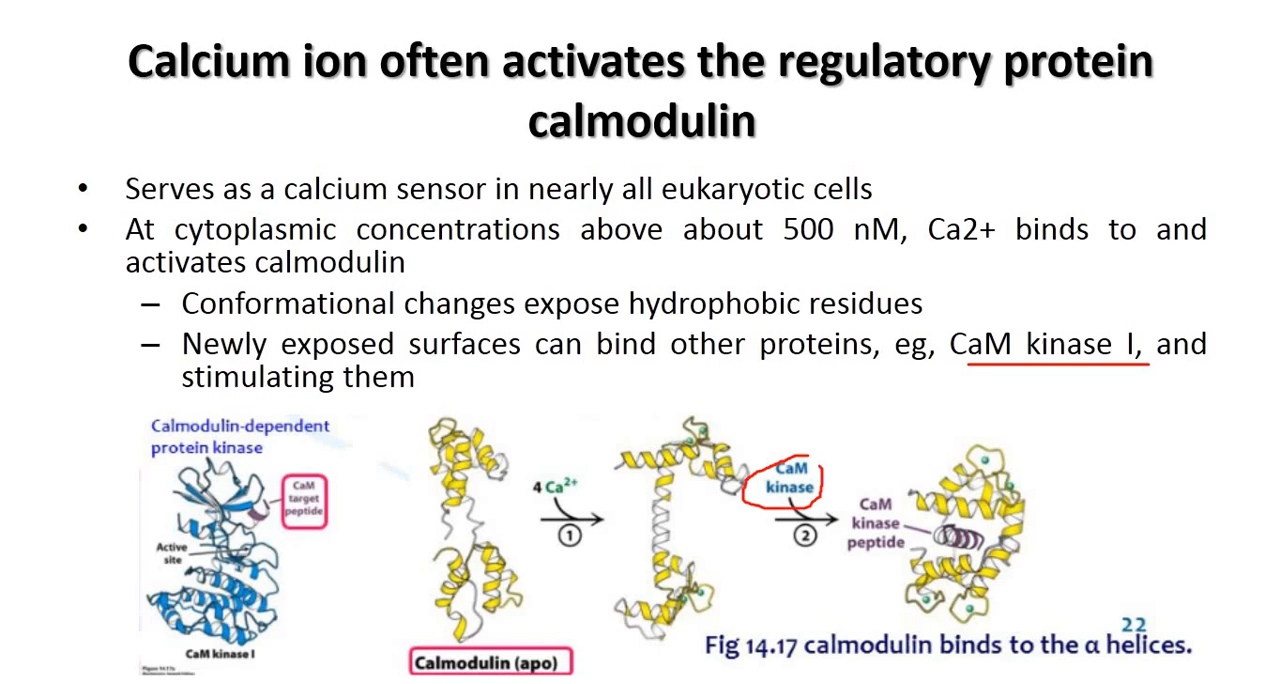 Calcium ion often activates the regulatory protein
calmodulin
• Serves as a calcium sensor in nearly all eukaryotic cells
• At cytoplasmic concentrations above about 500 nM, Ca2+ binds to and
activates calmodulin
– Conformational changes expose hydrophobic residues
– Newly exposed surfaces can bind other proteins, eg, CaM kinase I, and
stimulating them
Calmodulin-dependent
protein kinase
CaM
target
peptide
Active
site
CaM kinase I
Calmodulin (apo)
4 Ca²⁺
1
CaM
kinase
2
CaM
kinase
peptide
22
Fig 14.17 calmodulin binds to the α helices.